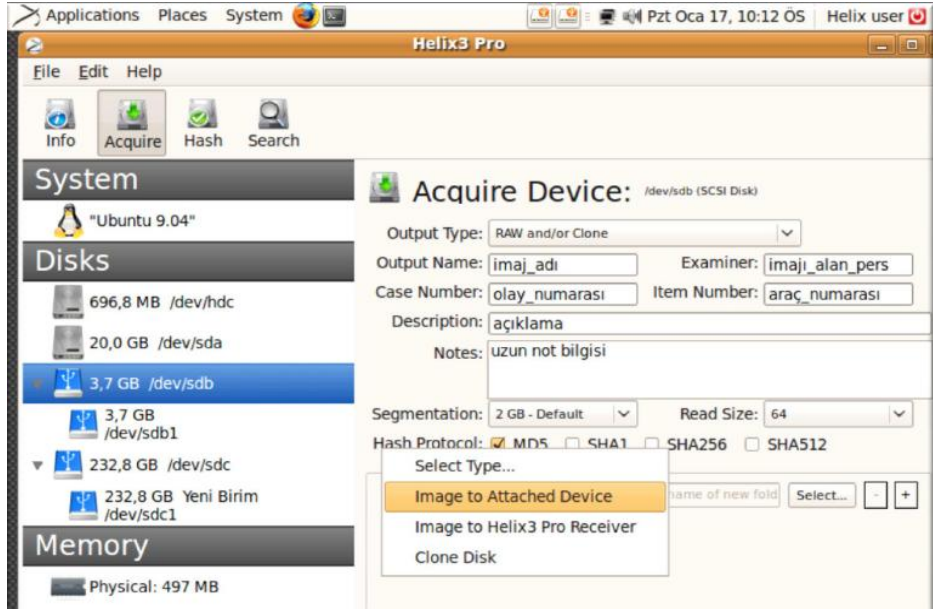 Applications Places System Pzt Oca 17, 10:12 ÖS Helix user
Helix3 Pro
File Edit Help
Info Acquire Hash Search
System
"Ubuntu 9.04"
Disks
696,8 MB /dev/hdc
20,0 GB /dev/sda
3,7 GB /dev/sdb
3,7 GB
/dev/sdb1
232,8 GB /dev/sdc
232,8 GB Yeni Birim
/dev/sdc1
Memory
Physical: 497 MB
Acquire Device: /dev/sdb (SCSI Disk)
Output Type: RAW and/or Clone
Output Name: imaj_adı Examiner: imajı_alan_pers
Case Number: olay_numarası Item Number: araç_numarası
Description: açıklama
Notes: uzun not bilgisi
Segmentation: 2 GB - Default Read Size: 64
Hash Protocol: MD5 SHA1 SHA256 SHA512
Select Type...
Image to Attached Device name of new fold Select... - +
Image to Helix3 Pro Receiver
Clone Disk